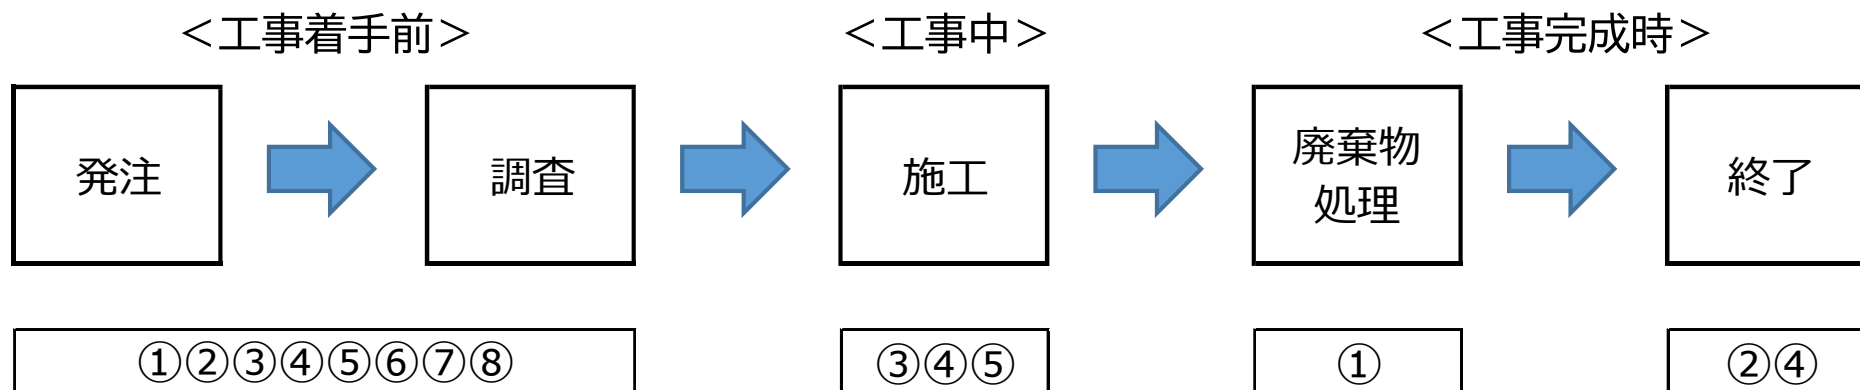 ＜工事着手前＞
＜工事中＞
＜工事完成時＞
発注
調査
施工
廃棄物
処理
終了
①②③④⑤⑥⑦⑧
③④⑤
①
②④